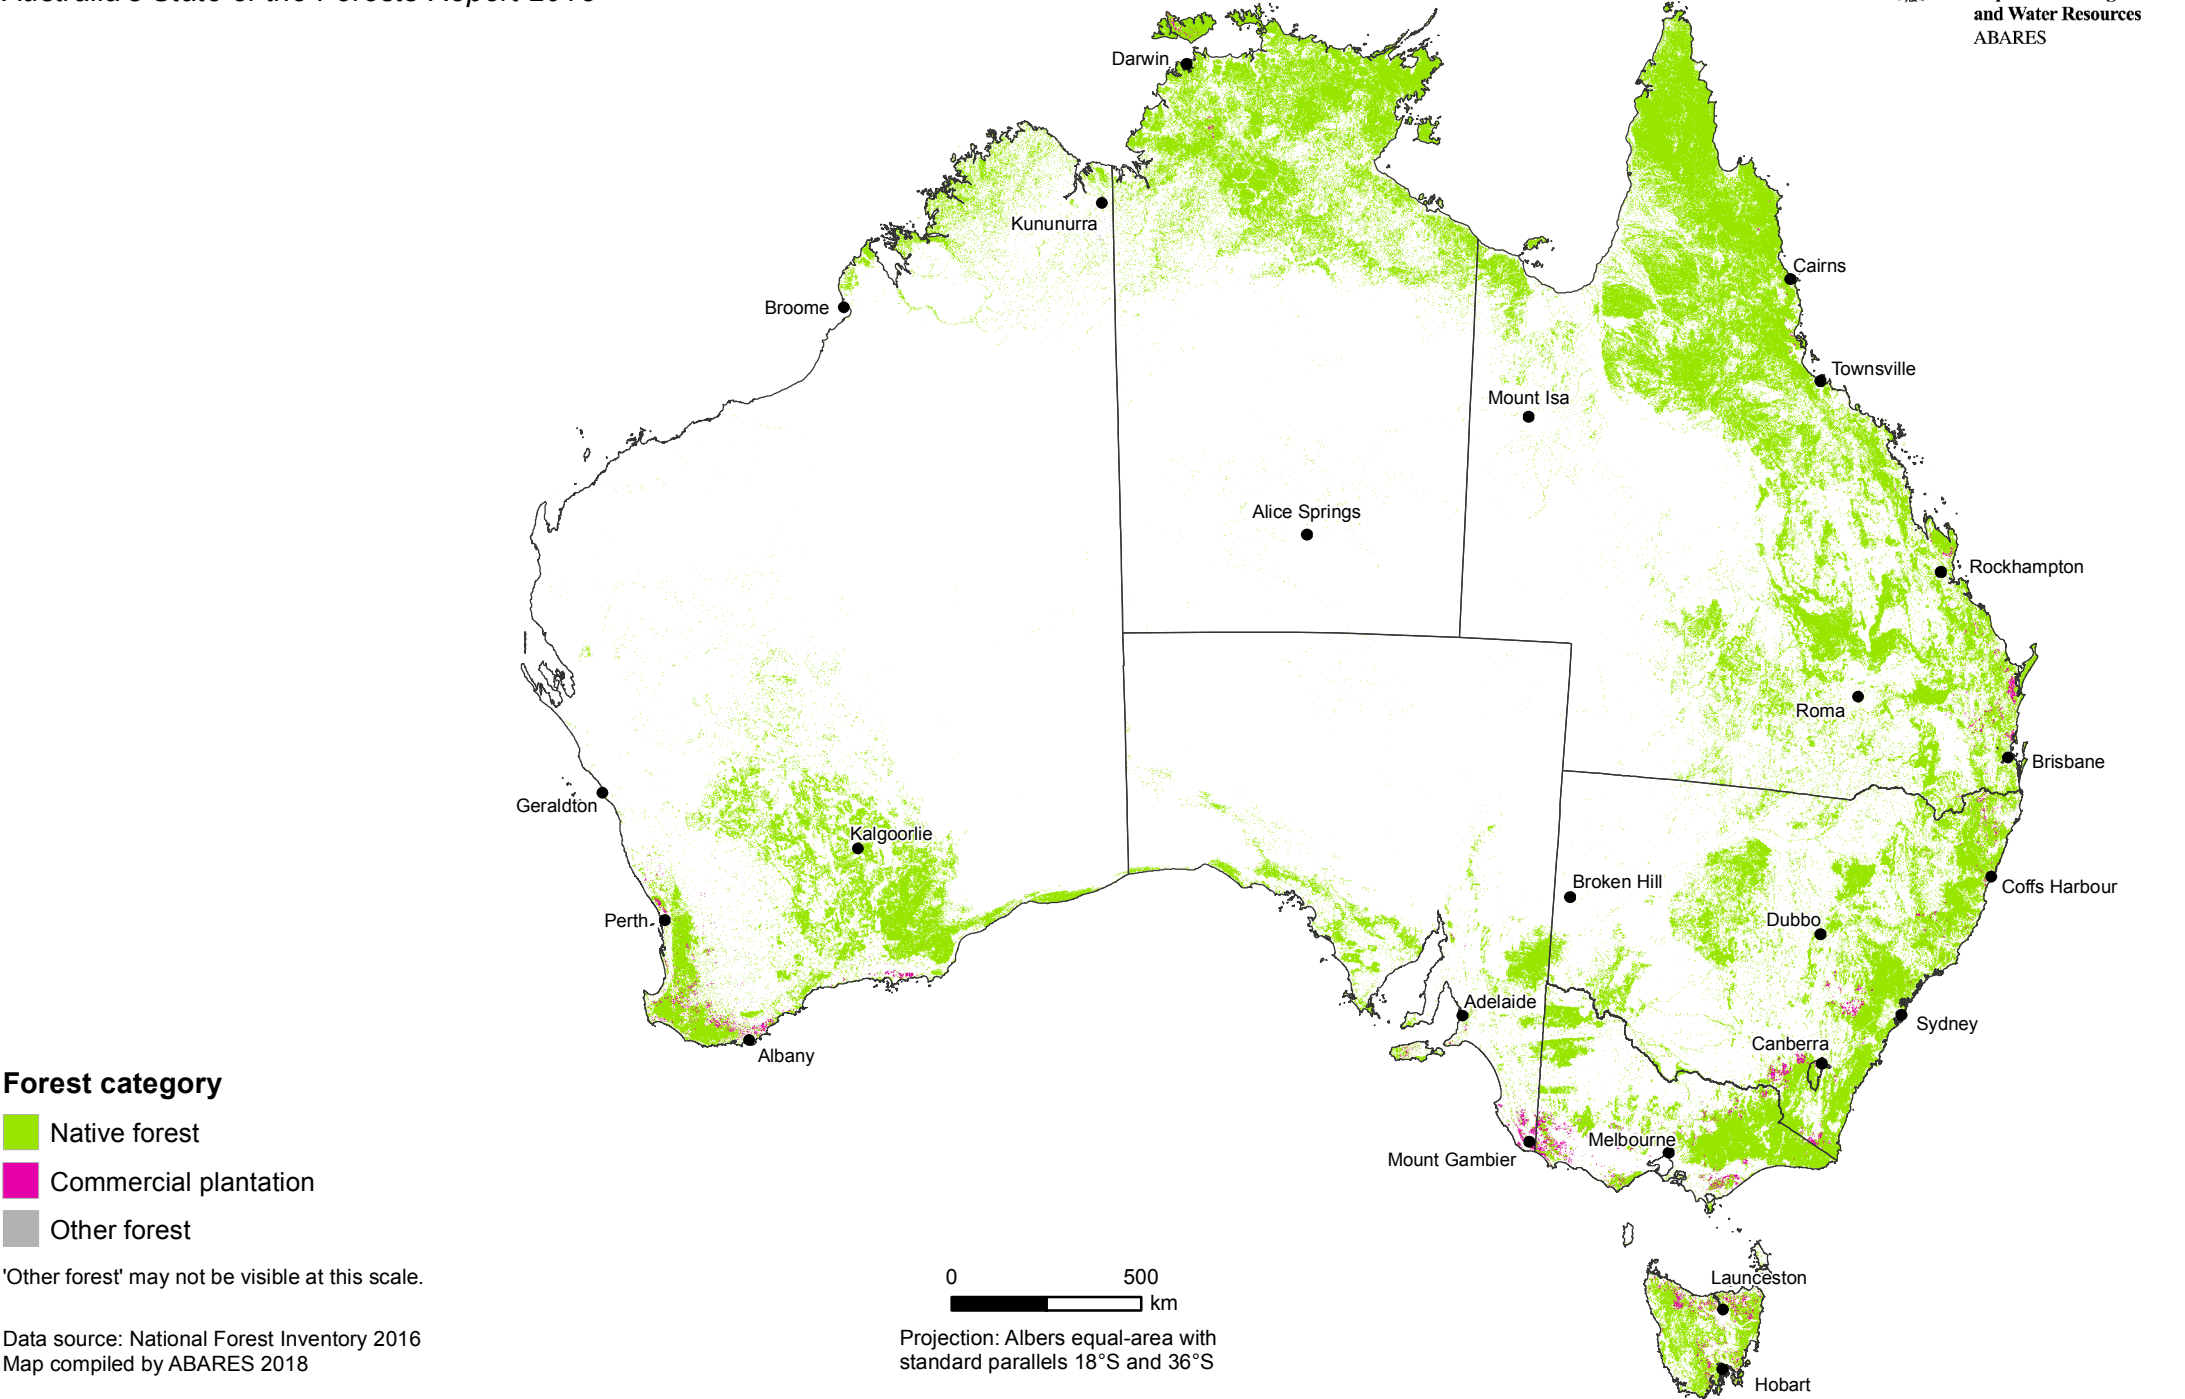 and Water Resources
ABARES
Darwin
Kununurra
Cairns
Broome
Townsville
Mount Isa
Alice Springs
Rockhampton
Roma
Brisbane
Geraldton
Kalgoorlie
Broken Hill
Coffs Harbour
Perth
Dubbo
Adelaide
Sydney
Canberra
Albany
Melbourne
Mount Gambier
Launceston
Hobart
Forest category
Native forest
Commercial plantation
Other forest
'Other forest' may not be visible at this scale.
Data source: National Forest Inventory 2016
Map compiled by ABARES 2018
0 500
km
Projection: Albers equal-area with
standard parallels 18°S and 36°S